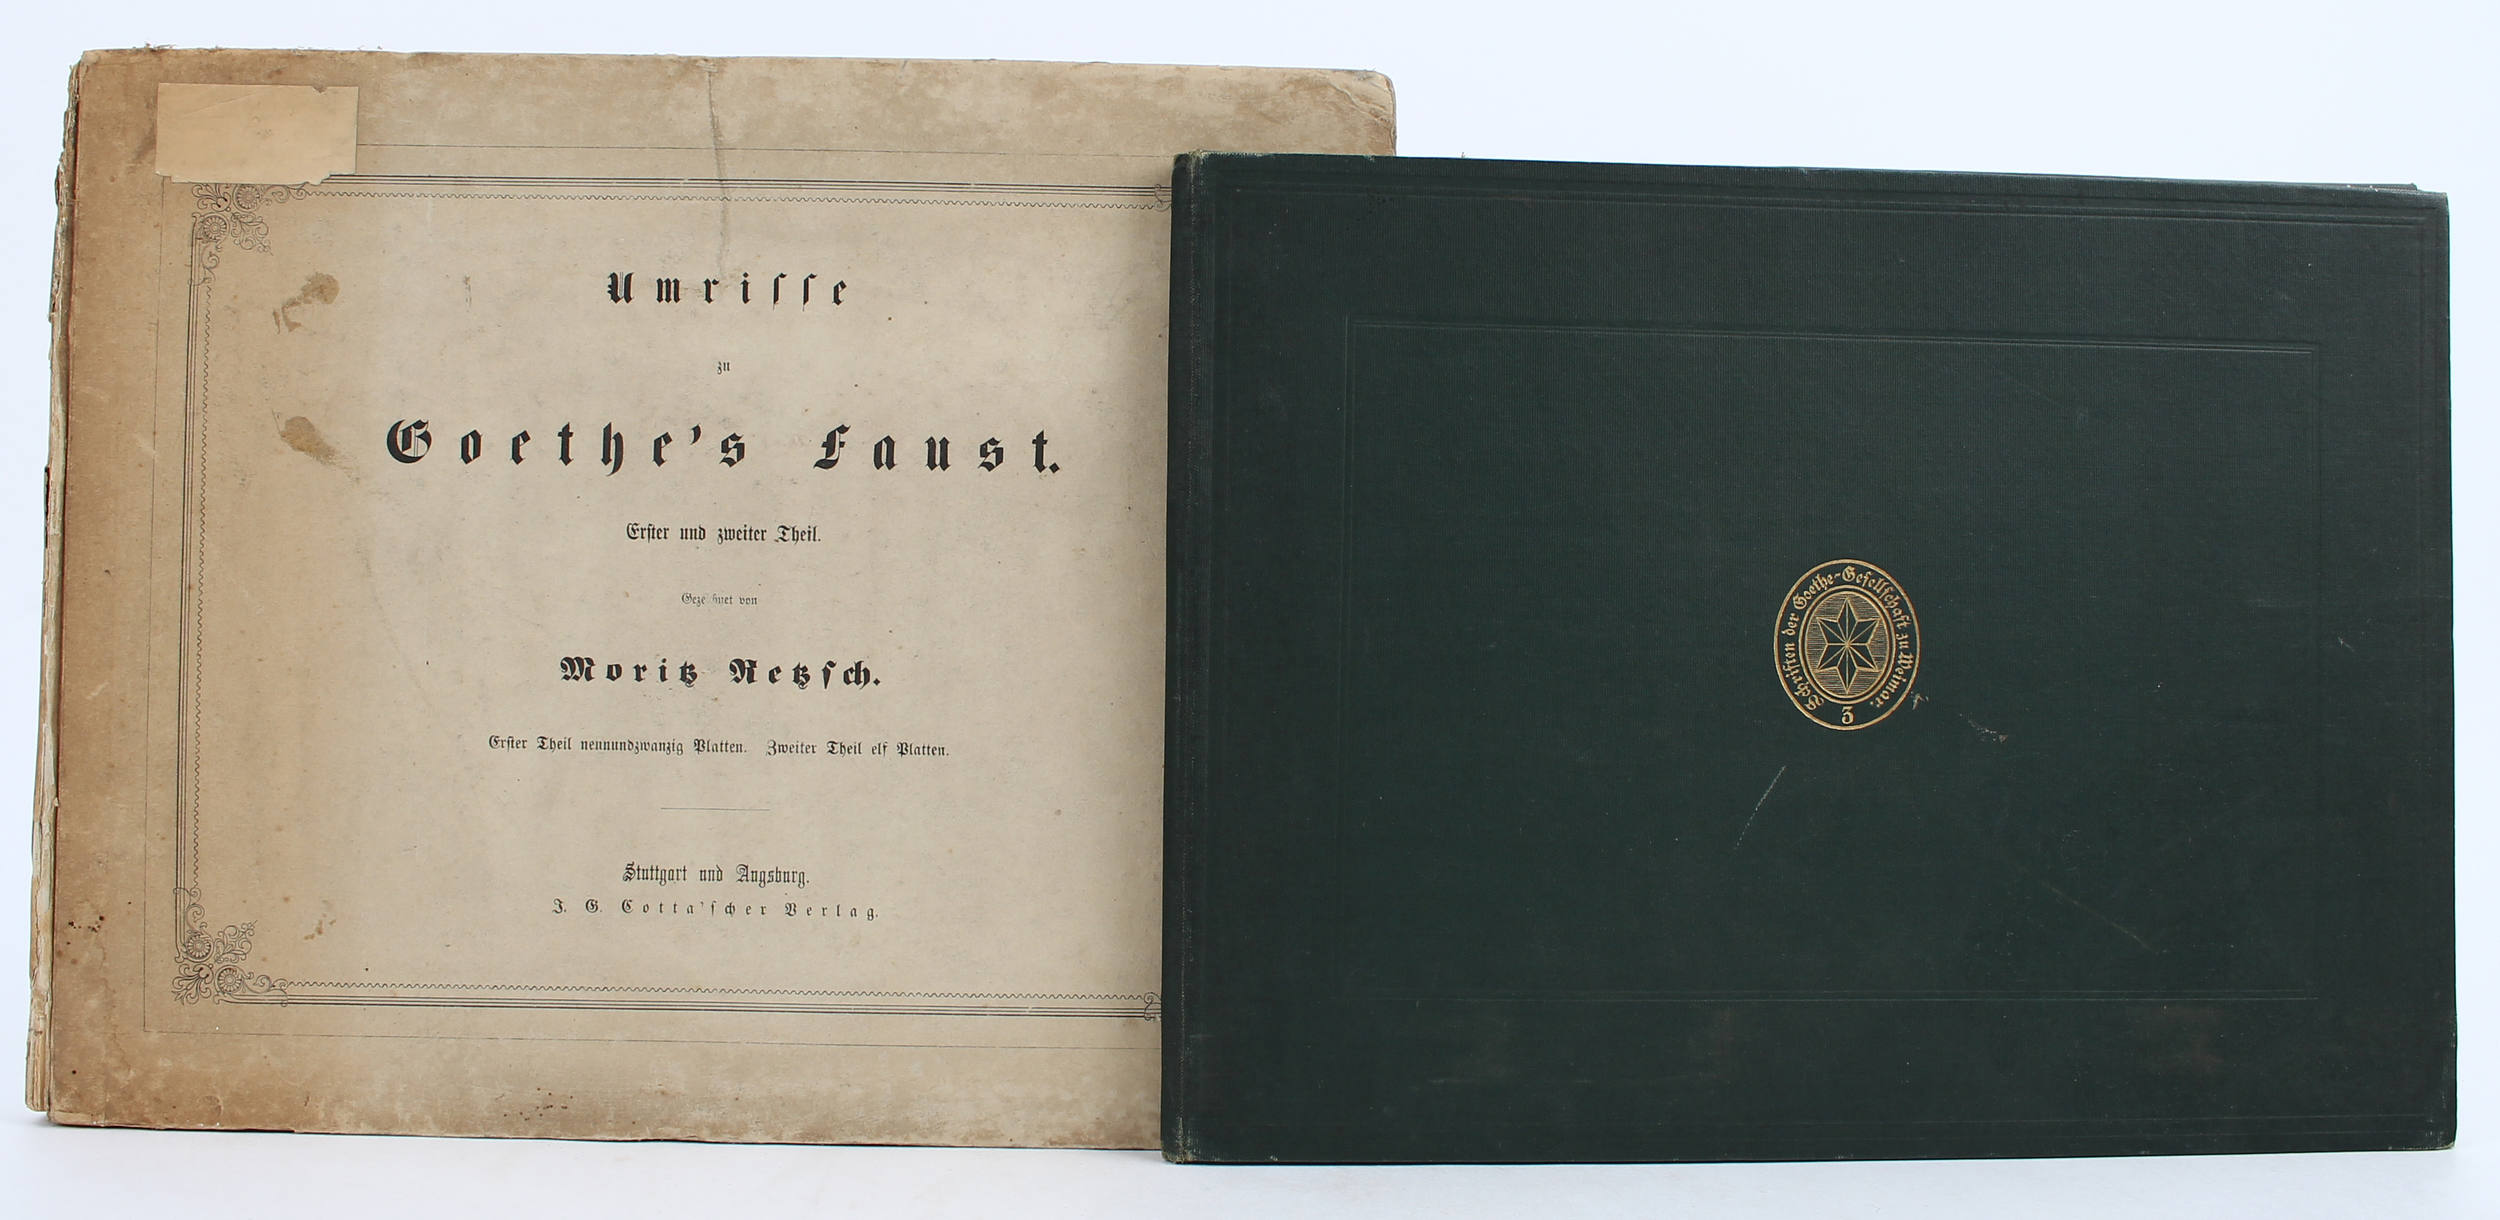 Umriſſe
zu
Goethe's Fauſt.
Erſter und zweiter Theil.
Gezeichnet von
Moritz Retzſch.
Erſter Theil neunundzwanzig Platten. Zweiter Theil elf Platten.
Stuttgart und Augsburg.
J. G. Cotta'ſcher Verlag.
Schriften der Goethe-Geſellſchaft zu Weimar.
3